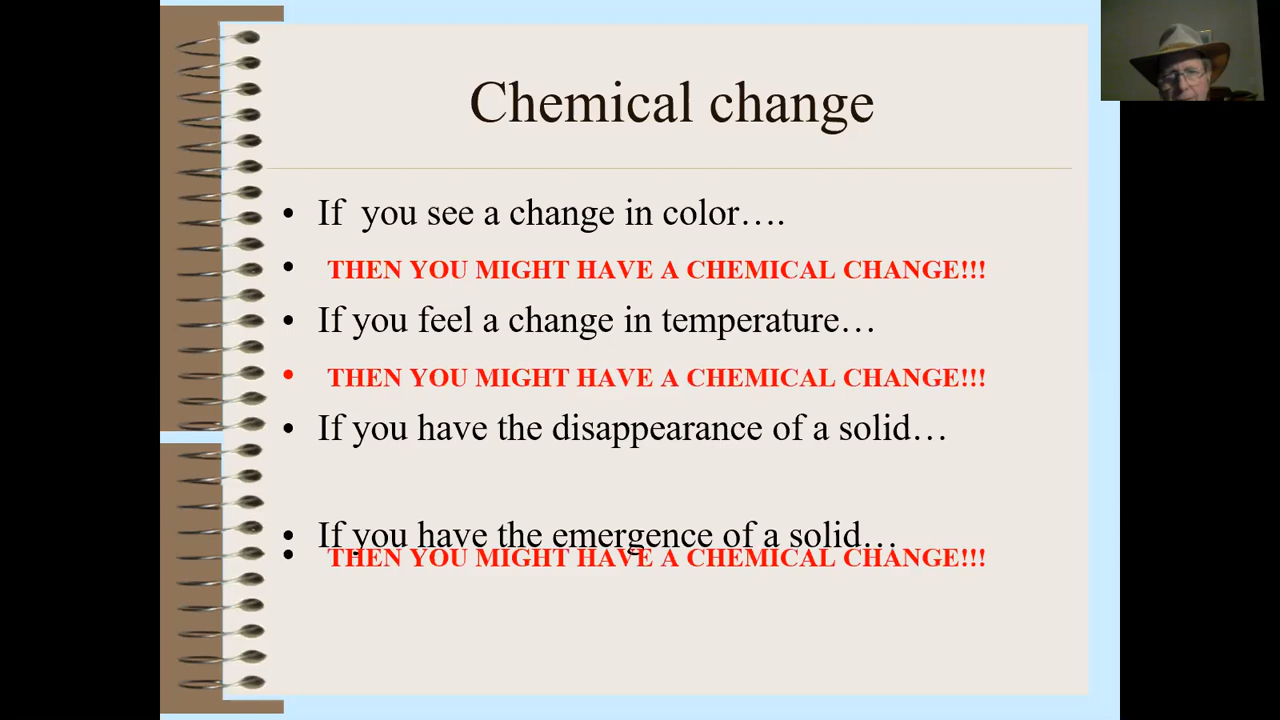 Chemical change
• If  you see a change in color….
• THEN YOU MIGHT HAVE A CHEMICAL CHANGE!!!
• If you feel a change in temperature…
• THEN YOU MIGHT HAVE A CHEMICAL CHANGE!!!
• If you have the disappearance of a solid…
• If you have the emergence of a solid…
• THEN YOU MIGHT HAVE A CHEMICAL CHANGE!!!